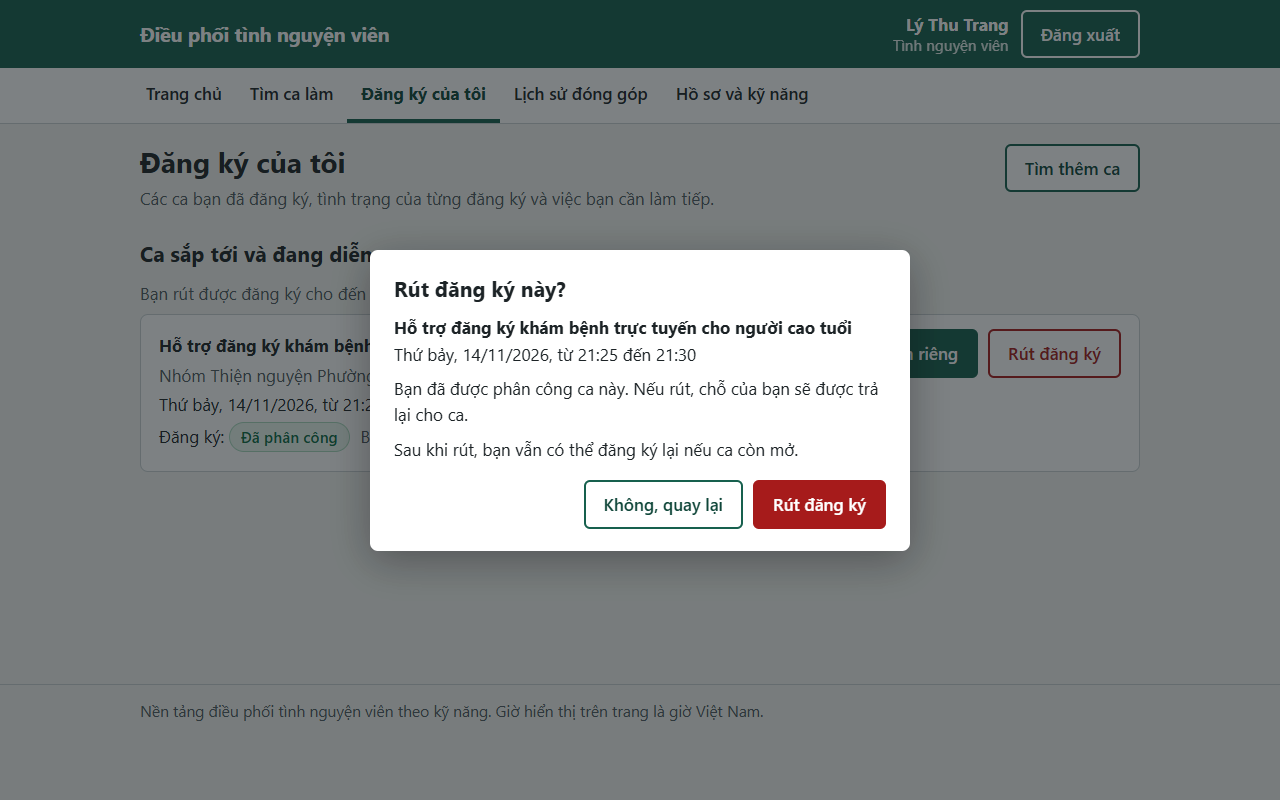 Điều phối tình nguyện viên
Lý Thu Trang
Tình nguyện viên
Đăng xuất
Trang chủ
Tìm ca làm
Đăng ký của tôi
Lịch sử đóng góp
Hồ sơ và kỹ năng
Đăng ký của tôi
Các ca bạn đã đăng ký, tình trạng của từng đăng ký và việc bạn cần làm tiếp.
Tìm thêm ca
Ca sắp tới và đang diễn
Bạn rút được đăng ký cho đến
Hỗ trợ đăng ký khám bệnh
Nhóm Thiện nguyện Phường
Thứ bảy, 14/11/2026, từ 21:2
Đăng ký: Đã phân công
riêng
Rút đăng ký
Rút đăng ký này?
Hỗ trợ đăng ký khám bệnh trực tuyến cho người cao tuổi
Thứ bảy, 14/11/2026, từ 21:25 đến 21:30
Bạn đã được phân công ca này. Nếu rút, chỗ của bạn sẽ được trả
lại cho ca.
Sau khi rút, bạn vẫn có thể đăng ký lại nếu ca còn mở.
Không, quay lại
Rút đăng ký
Nền tảng điều phối tình nguyện viên theo kỹ năng. Giờ hiển thị trên trang là giờ Việt Nam.